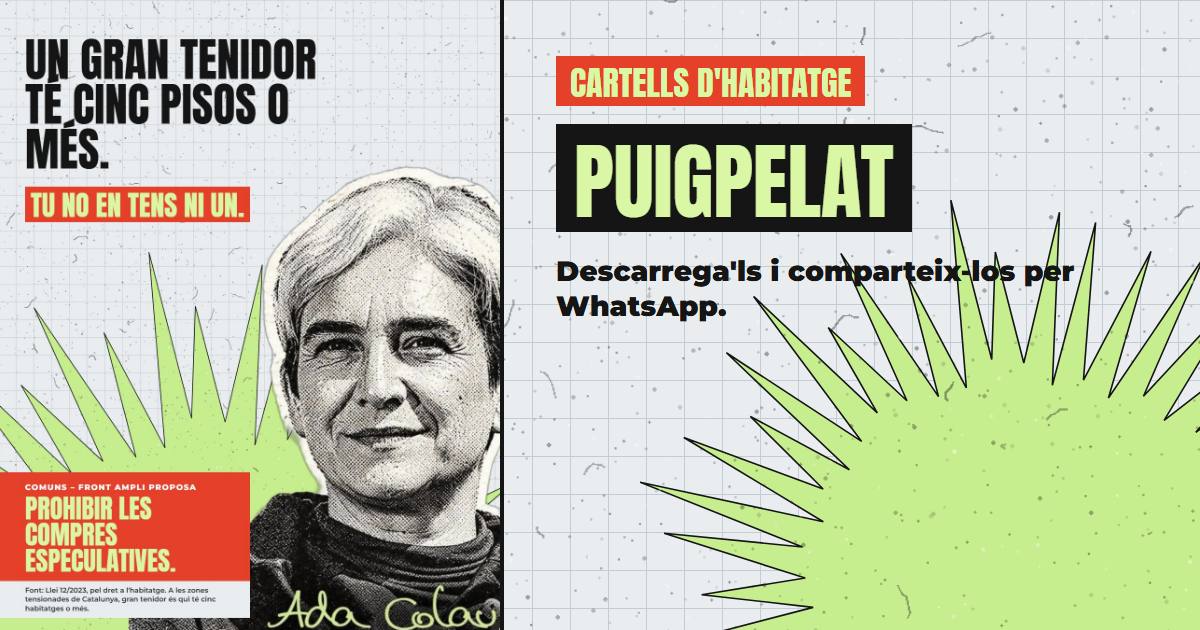 UN GRAN TENIDOR
TÉ CINC PISOS O
MÉS.
TU NO EN TENS NI UN.
COMUNS – FRONT AMPLI PROPOSA
PROHIBIR LES
COMPRES
ESPECULATIVES.
Font: Llei 12/2023, pel dret a l'habitatge. A les zones
tensionades de Catalunya, gran tenidor és qui té cinc
habitatges o més.
Ada Colau
CARTELLS D'HABITATGE
PUIGPELAT
Descarrega'ls i comparteix-los per
WhatsApp.